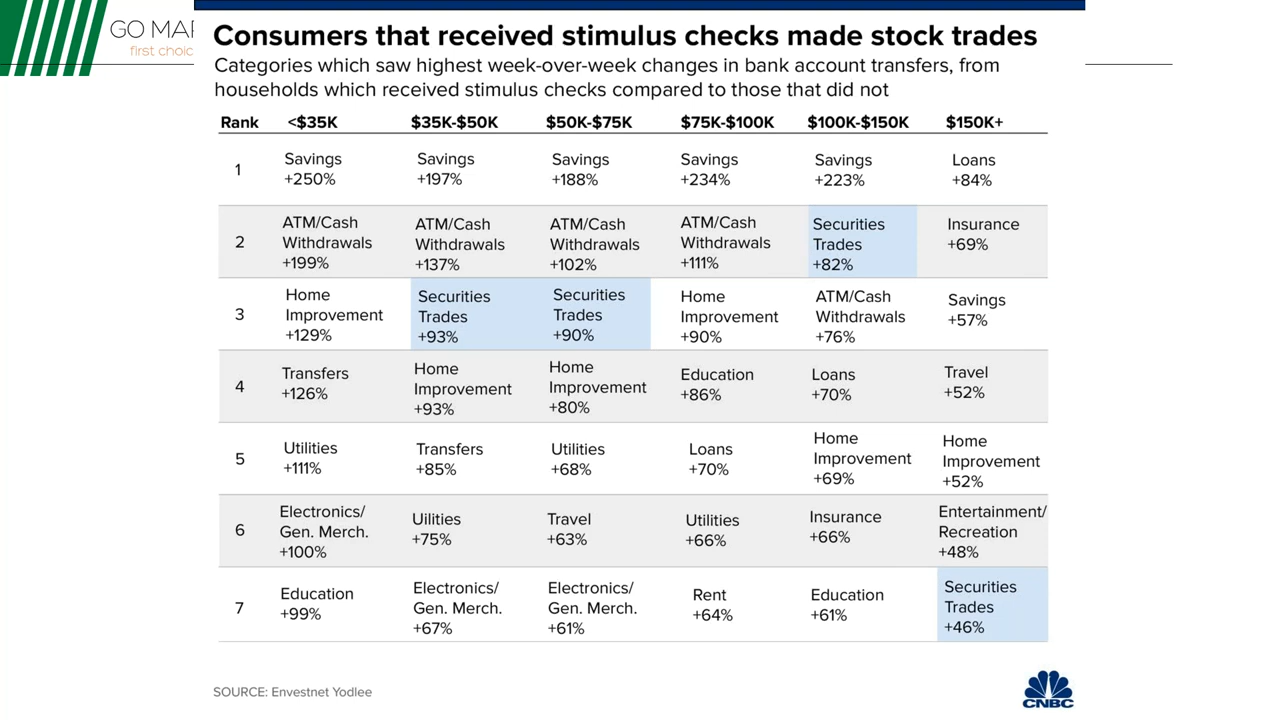 GO MAR
first choic
Consumers that received stimulus checks made stock trades
Categories which saw highest week-over-week changes in bank account transfers, from
households which received stimulus checks compared to those that did not
Rank <$35K $35K-$50K $50K-$75K $75K-$100K $100K-$150K $150K+
1
Savings
+250%
Savings
+197%
Savings
+188%
Savings
+234%
Savings
+223%
Loans
+84%
2
ATM/Cash
Withdrawals
+199%
ATM/Cash
Withdrawals
+137%
ATM/Cash
Withdrawals
+102%
ATM/Cash
Withdrawals
+111%
Securities
Trades
+82%
Insurance
+69%
3
Home
Improvement
+129%
Securities
Trades
+93%
Securities
Trades
+90%
Home
Improvement
+90%
ATM/Cash
Withdrawals
+76%
Savings
+57%
4
Transfers
+126%
Home
Improvement
+93%
Home
Improvement
+80%
Education
+86%
Loans
+70%
Travel
+52%
5
Utilities
+111%
Transfers
+85%
Utilities
+68%
Loans
+70%
Home
Improvement
+69%
Home
Improvement
+52%
6
Electronics/
Gen. Merch.
+100%
Uilities
+75%
Travel
+63%
Utilities
+66%
Insurance
+66%
Entertainment/
Recreation
+48%
7
Education
+99%
Electronics/
Gen. Merch.
+67%
Electronics/
Gen. Merch.
+61%
Rent
+64%
Education
+61%
Securities
Trades
+46%
SOURCE: Envestnet Yodlee
CNBC